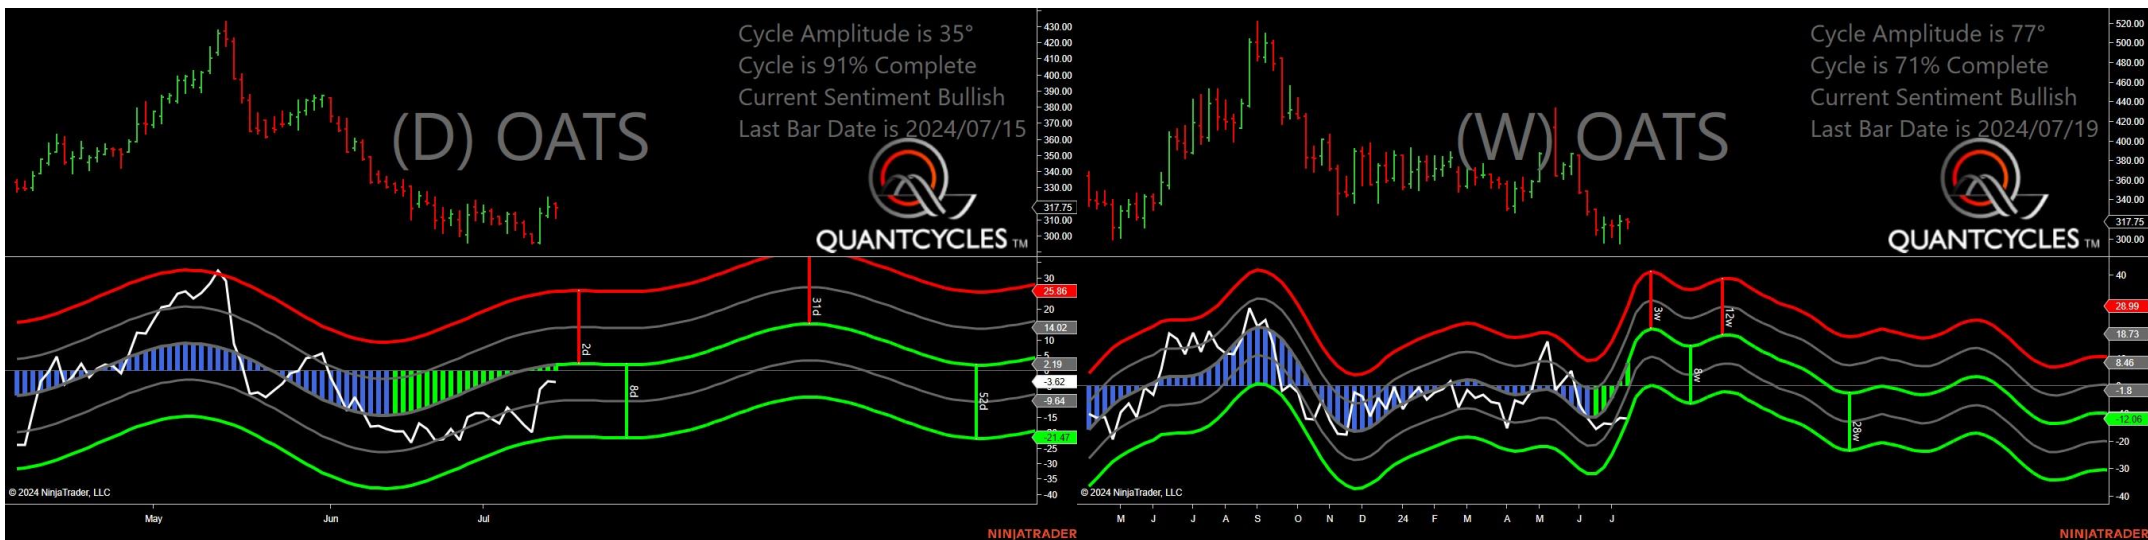 Cycle Amplitude is 35°
Cycle is 91% Complete
Current Sentiment Bullish
Last Bar Date is 2024/07/15
(D) OATS
QUANTCYCLES TM
430.00
420.00
410.00
400.00
390.00
380.00
370.00
360.00
350.00
340.00
330.00
317.75
310.00
300.00
2d
8d
31d
52d
30
25.86
20
14.02
10
5
2.19
-3.62
-9.64
-15
-21.47
-25
-30
-35
-40
© 2024 NinjaTrader, LLC
May
Jun
Jul
NINJATRADER
Cycle Amplitude is 77°
Cycle is 71% Complete
Current Sentiment Bullish
Last Bar Date is 2024/07/19
(W) OATS
QUANTCYCLES TM
520.00
500.00
480.00
460.00
440.00
420.00
400.00
380.00
360.00
340.00
317.75
300.00
3w
12w
8w
28w
40
28.99
18.73
8.46
-1.8
-12.06
-20
-30
-40
© 2024 NinjaTrader, LLC
M J J A S O N D 24 F M A M J J
NINJATRADER